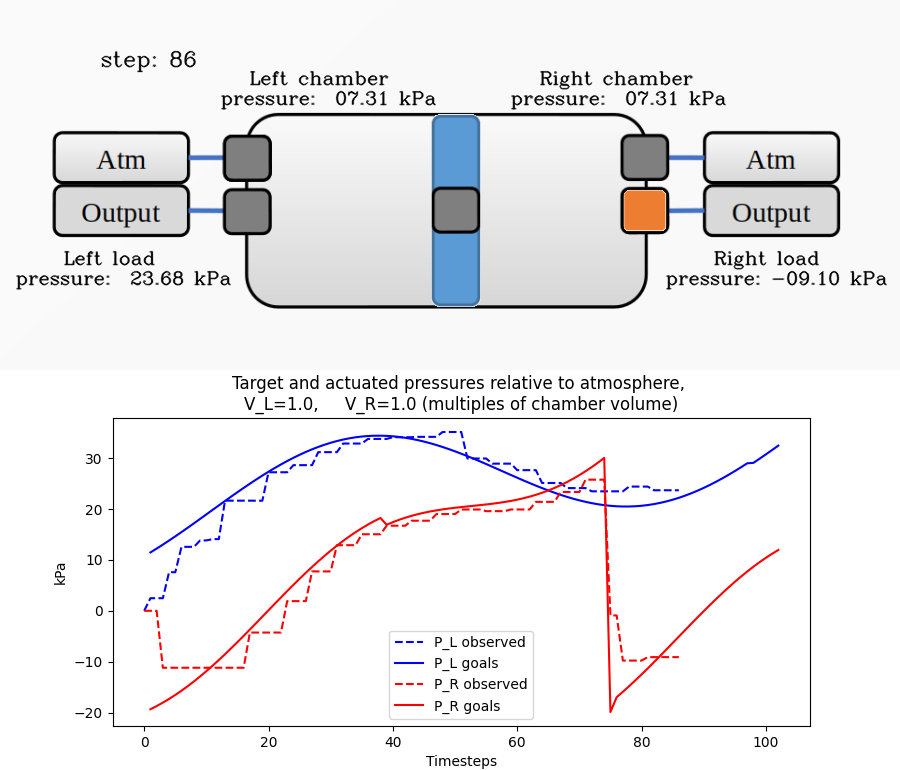 step: 86
Left chamber
pressure: 07.31 kPa
Right chamber
pressure: 07.31 kPa
Atm
Output
Atm
Output
Left load
pressure: 23.68 kPa
Right load
pressure: −09.10 kPa
Target and actuated pressures relative to atmosphere,
V_L=1.0, V_R=1.0 (multiples of chamber volume)
kPa
30
20
10
0
−10
−20
P_L observed
P_L goals
P_R observed
P_R goals
0 20 40 60 80 100
Timesteps